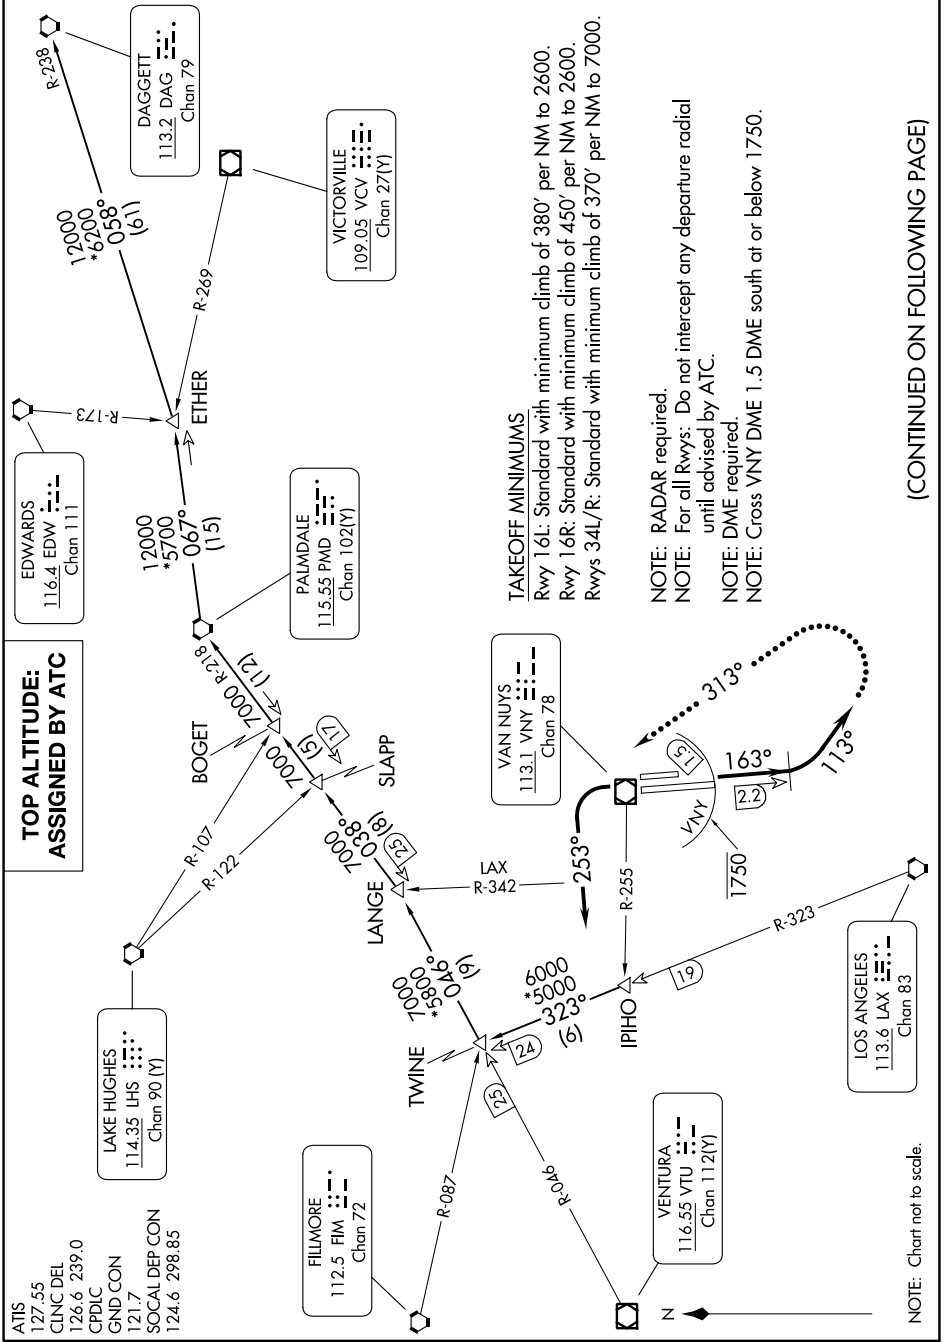 ATIS
127.55
CLNC DEL
126.6 239.0
CPDLC
GND CON
121.7
SOCAL DEP CON
124.6 298.85
TOP ALTITUDE:
ASSIGNED BY ATC
LAKE HUGHES
114.35 LHS
Chan 90 (Y)
EDWARDS
116.4 EDW
Chan 111
DAGGETT
113.2 DAG
Chan 79
R-238
12000
*6200
058°
(61)
R-173
ETHER
R-269
VICTORVILLE
109.05 VCV
Chan 27(Y)
12000
*5700
067°
(15)
PALMDALE
115.55 PMD
Chan 102(Y)
R-107
R-122
BOGET
7000 R-218
(12)
7000
(5)
17
SLAPP
7000
038°
(8)
25
LANGE
LAX
R-342
7000
*5800
046°
(9)
TWINE
24
25
6000
*5000
323°
(6)
IPIHO
R-255
253°
FILLMORE
112.5 FIM
Chan 72
R-087
R-046
VENTURA
116.55 VTU
Chan 112(Y)
N
19
R-323
LOS ANGELES
113.6 LAX
Chan 83
VAN NUYS
113.1 VNY
Chan 78
1.5
VNY
1750
163°
2.2
113°
313°
TAKEOFF MINIMUMS
Rwy 16L: Standard with minimum climb of 380' per NM to 2600.
Rwy 16R: Standard with minimum climb of 450' per NM to 2600.
Rwys 34L/R: Standard with minimum climb of 370' per NM to 7000.
NOTE: RADAR required.
NOTE: For all Rwys: Do not intercept any departure radial
until advised by ATC.
NOTE: DME required.
NOTE: Cross VNY DME 1.5 DME south at or below 1750.
NOTE: Chart not to scale.
(CONTINUED ON FOLLOWING PAGE)